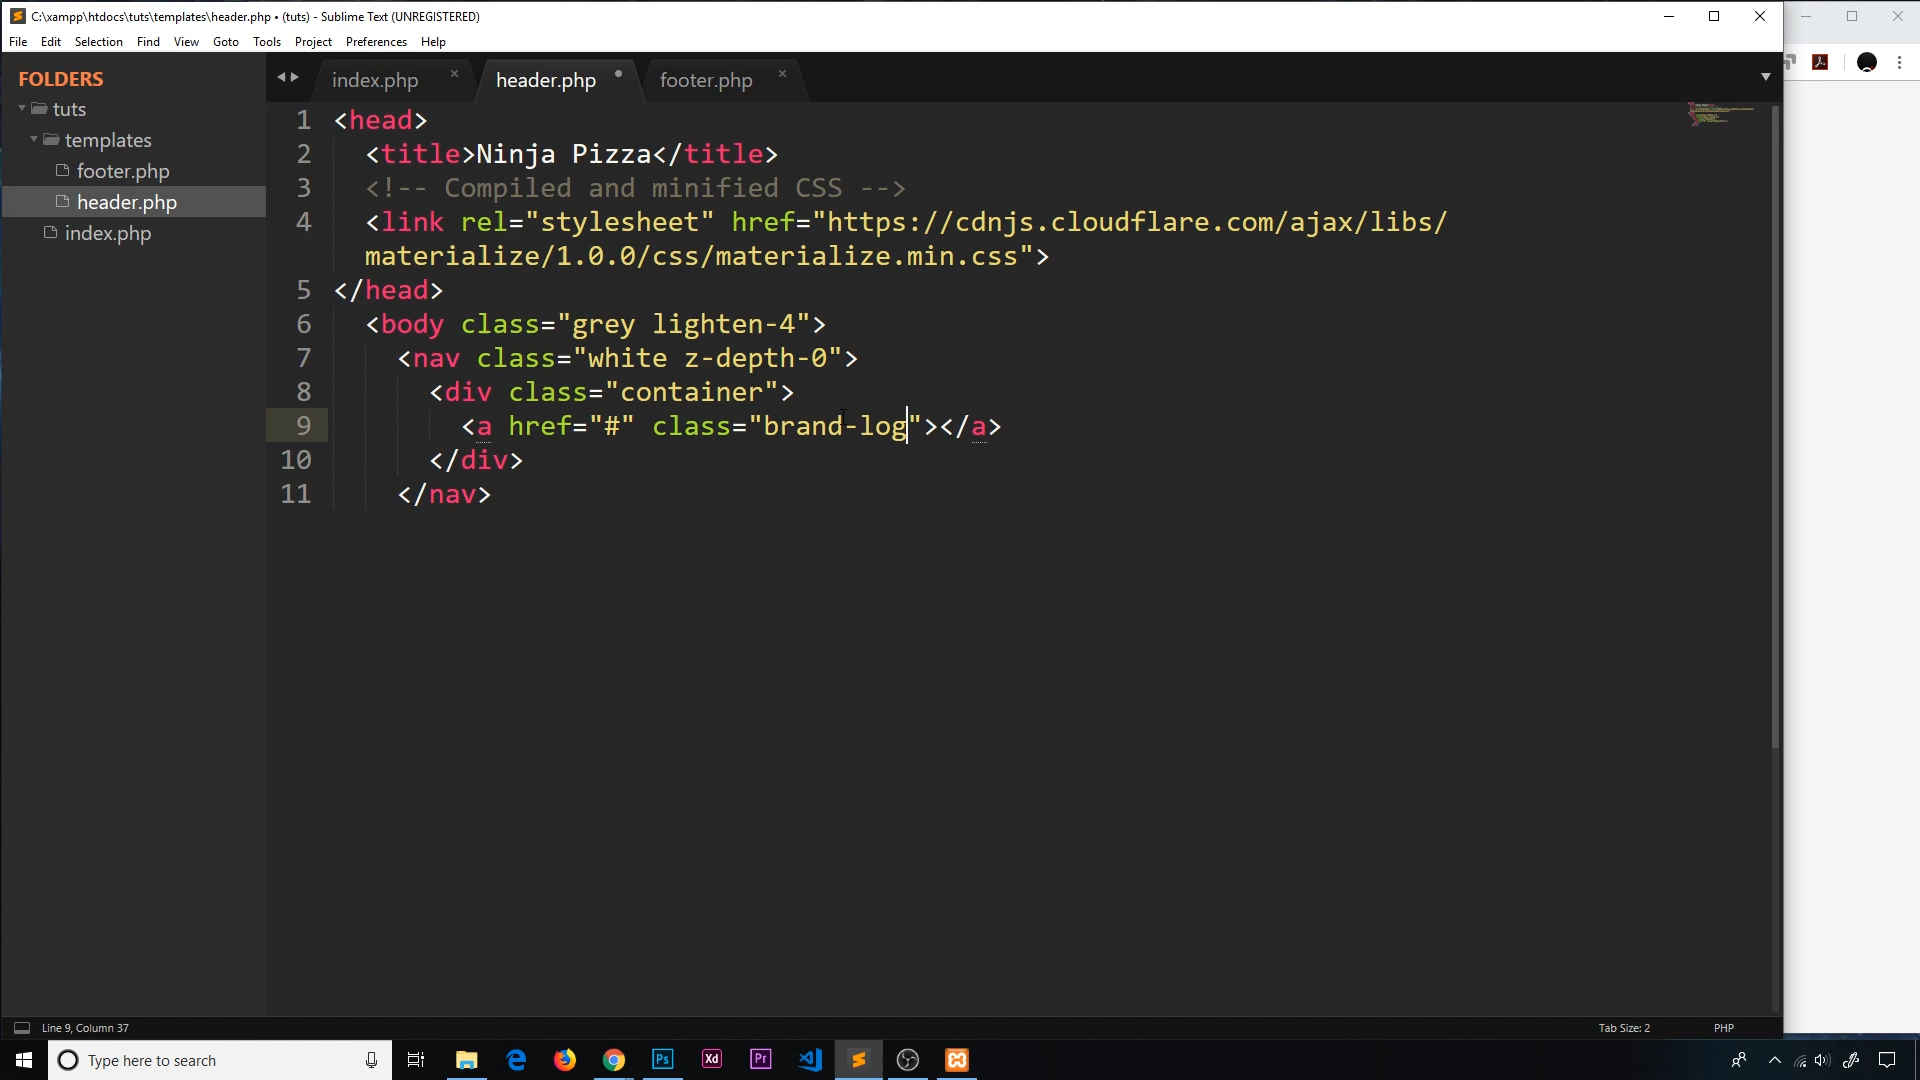 C:\xampp\htdocs\tuts\templates\header.php • (tuts) - Sublime Text (UNREGISTERED)
File Edit Selection Find View Goto Tools Project Preferences Help
FOLDERS
tuts
templates
footer.php
header.php
index.php
index.php header.php footer.php
1 <head>
2 <title>Ninja Pizza</title>
3 <!-- Compiled and minified CSS -->
4 <link rel="stylesheet" href="https://cdnjs.cloudflare.com/ajax/libs/
materialize/1.0.0/css/materialize.min.css">
5 </head>
6 <body class="grey lighten-4">
7 <nav class="white z-depth-0">
8 <div class="container">
9 <a href="#" class="brand-log"></a>
10 </div>
11 </nav>
Line 9, Column 37
Tab Size: 2 PHP
Type here to search
Ps Xd Pr